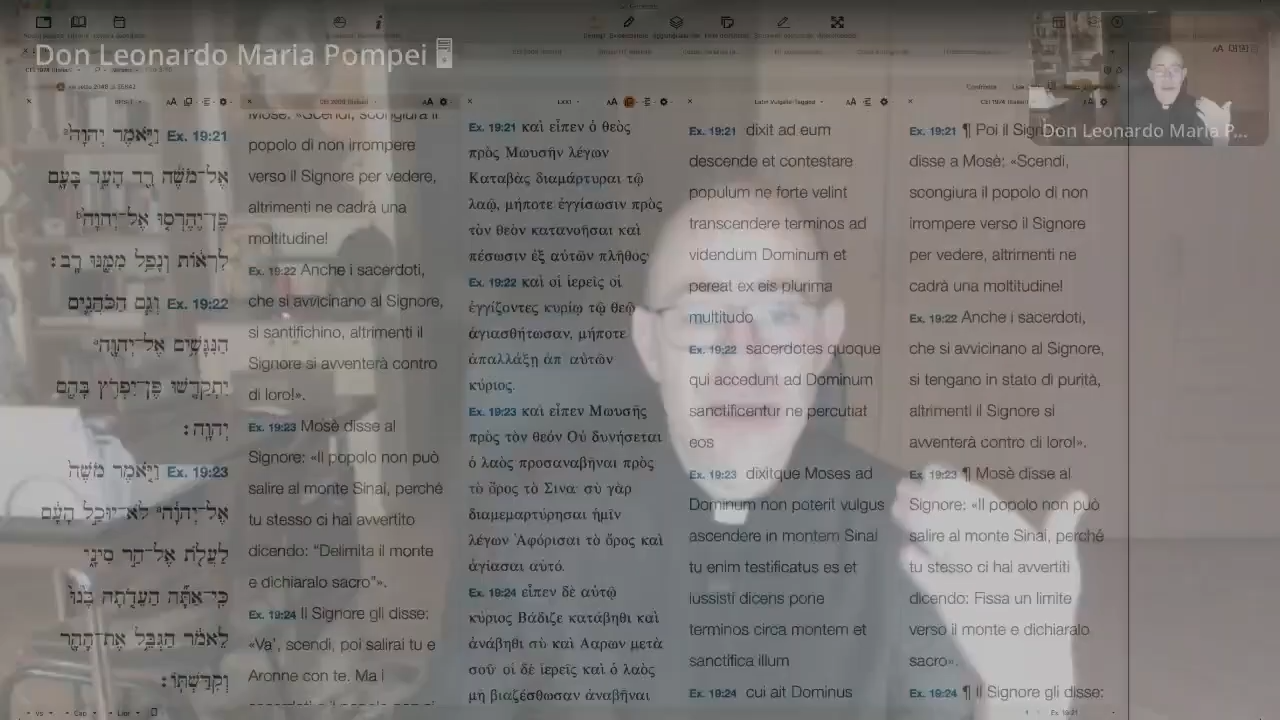 Don Leonardo Maria Pompei
Don Leonardo Maria P...
Ex. 19:21 וַיֹּאמֶר יְהוָה
אֶל־מֹשֶׁה רֵד הָעֵד בָּעָם
פֶּן־יֶהֶרְסוּ אֶל־יְהוָה
לִרְאוֹת וְנָפַל מִמֶּנּוּ רָב׃
Ex. 19:22 וְגַם הַכֹּהֲנִים
הַנִּגָּשִׁים אֶל־יְהוָה
יִתְקַדָּשׁוּ פֶּן־יִפְרֹץ בָּהֶם
יְהוָה׃
Ex. 19:23 וַיֹּאמֶר מֹשֶׁה
אֶל־יְהוָה לֹא־יוּכַל הָעָם
לַעֲלֹת אֶל־הַר סִינָי
כִּי־אַתָּה הַעֵדֹתָה בָּנוּ
לֵאמֹר הַגְבֵּל אֶת־הָהָר
וְקִדַּשְׁתּוֹ׃
Mosè: «Scendi, scongiura il
popolo di non irrompere
verso il Signore per vedere,
altrimenti ne cadrà una
moltitudine!
Ex. 19:22 Anche i sacerdoti,
che si avvicinano al Signore,
si santifichino, altrimenti il
Signore si avventerà contro
di loro!».
Ex. 19:23 Mosè disse al
Signore: «Il popolo non può
salire al monte Sinai, perché
tu stesso ci hai avvertito
dicendo: “Delimita il monte
e dichiaralo sacro”».
Ex. 19:24 Il Signore gli disse:
«Va’, scendi, poi salirai tu e
Aronne con te. Ma i
LXX1
Ex. 19:21 καὶ εἶπεν ὁ θεὸς
πρὸς Μωυσῆν λέγων
Καταβὰς διαμάρτυραι τῷ
λαῷ, μήποτε ἐγγίσωσιν πρὸς
τὸν θεὸν κατανοῆσαι καὶ
πέσωσιν ἐξ αὐτῶν πλῆθος·
Ex. 19:22 καὶ οἱ ἱερεῖς οἱ
ἐγγίζοντες κυρίῳ τῷ θεῷ
ἁγιασθήτωσαν, μήποτε
ἀπαλλάξῃ ἀπ᾽ αὐτῶν
κύριος.
Ex. 19:23 καὶ εἶπεν Μωυσῆς
πρὸς τὸν θεόν Οὐ δυνήσεται
ὁ λαὸς προσαναβῆναι πρὸς
τὸ ὄρος τὸ Σινα· σὺ γὰρ
διαμεμαρτύρησαι ἡμῖν
λέγων Ἀφόρισαι τὸ ὄρος καὶ
ἁγίασαι αὐτό.
Ex. 19:24 εἶπεν δὲ αὐτῷ
κύριος Βάδιζε κατάβηθι καὶ
ἀνάβηθι σὺ καὶ Ααρων μετὰ
σοῦ· οἱ δὲ ἱερεῖς καὶ ὁ λαὸς
μὴ βιαζέσθωσαν ἀναβῆναι
Ex. 19:21 dixit ad eum
descende et contestare
populum ne forte velint
transcendere terminos ad
videndum Dominum et
pereat ex eis plurima
multitudo
Ex. 19:22 sacerdotes quoque
qui accedunt ad Dominum
sanctificentur ne percutiat
eos
Ex. 19:23 dixitque Moses ad
Dominum non poterit vulgus
ascendere in montem Sinai
tu enim testificatus es et
iussisti dicens pone
terminos circa montem et
sanctifica illum
Ex. 19:24 cui ait Dominus
Ex. 19:21 ¶ Poi il Signore
disse a Mosè: «Scendi,
scongiura il popolo di non
irrompere verso il Signore
per vedere, altrimenti ne
cadrà una moltitudine!
Ex. 19:22 Anche i sacerdoti,
che si avvicinano al Signore,
si tengano in stato di purità,
altrimenti il Signore si
avventerà contro di loro!».
Ex. 19:23 ¶ Mosè disse al
Signore: «Il popolo non può
salire al monte Sinai, perché
tu stesso ci hai avvertiti
dicendo: Fissa un limite
verso il monte e dichiaralo
sacro».
Ex. 19:24 ¶ Il Signore gli disse: